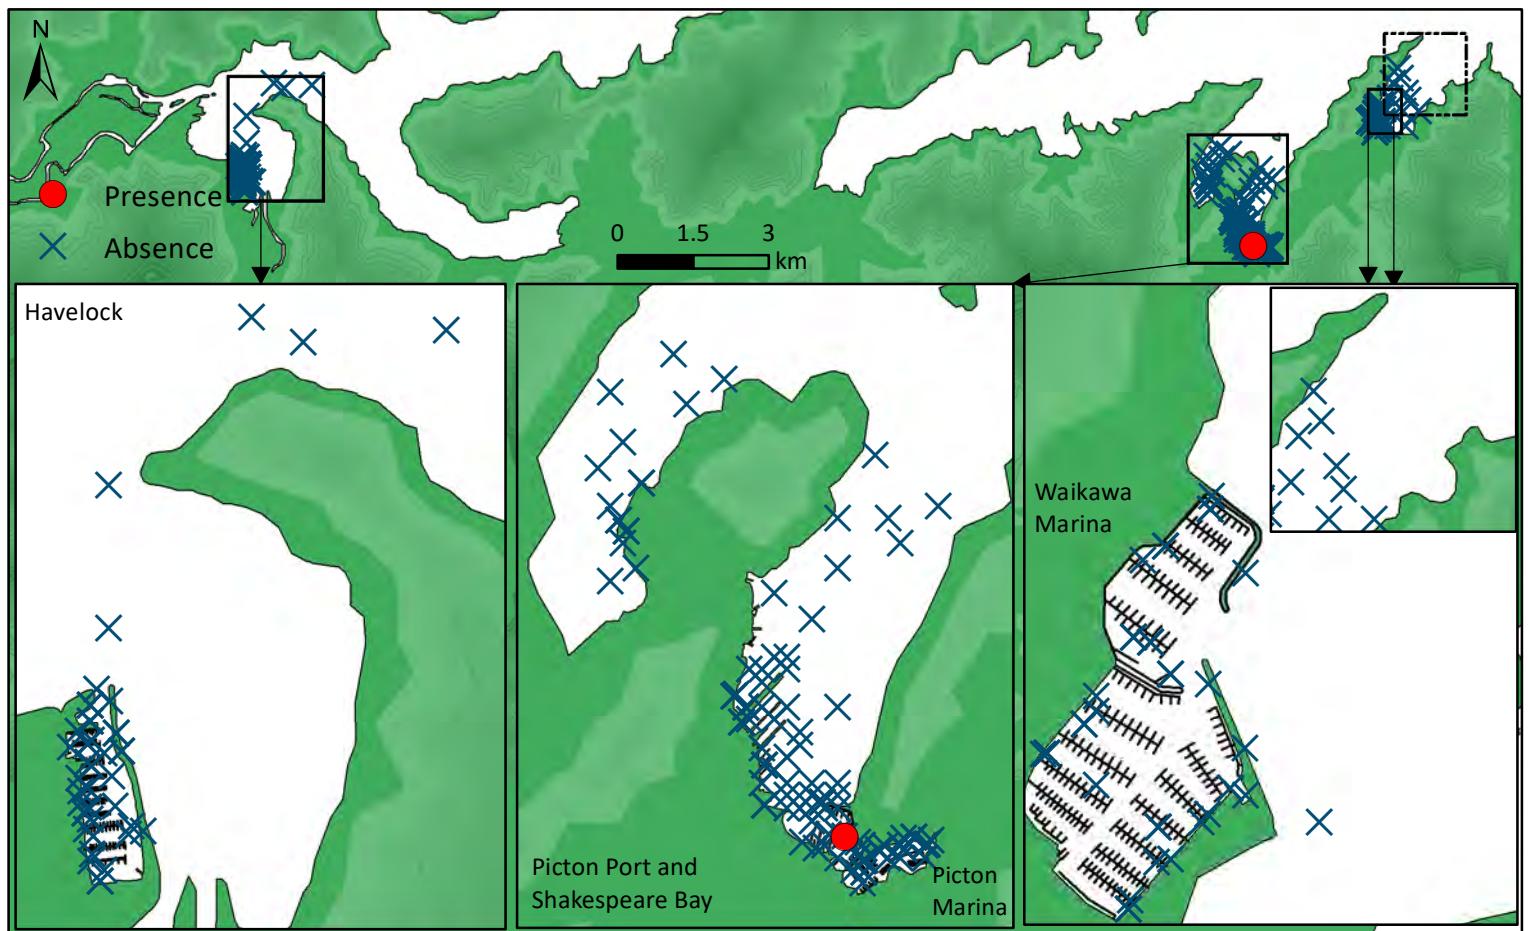 N
Presence
Absence
0 1.5 3
km
Havelock
Picton Port and
Shakespeare Bay
Picton
Marina
Waikawa
Marina